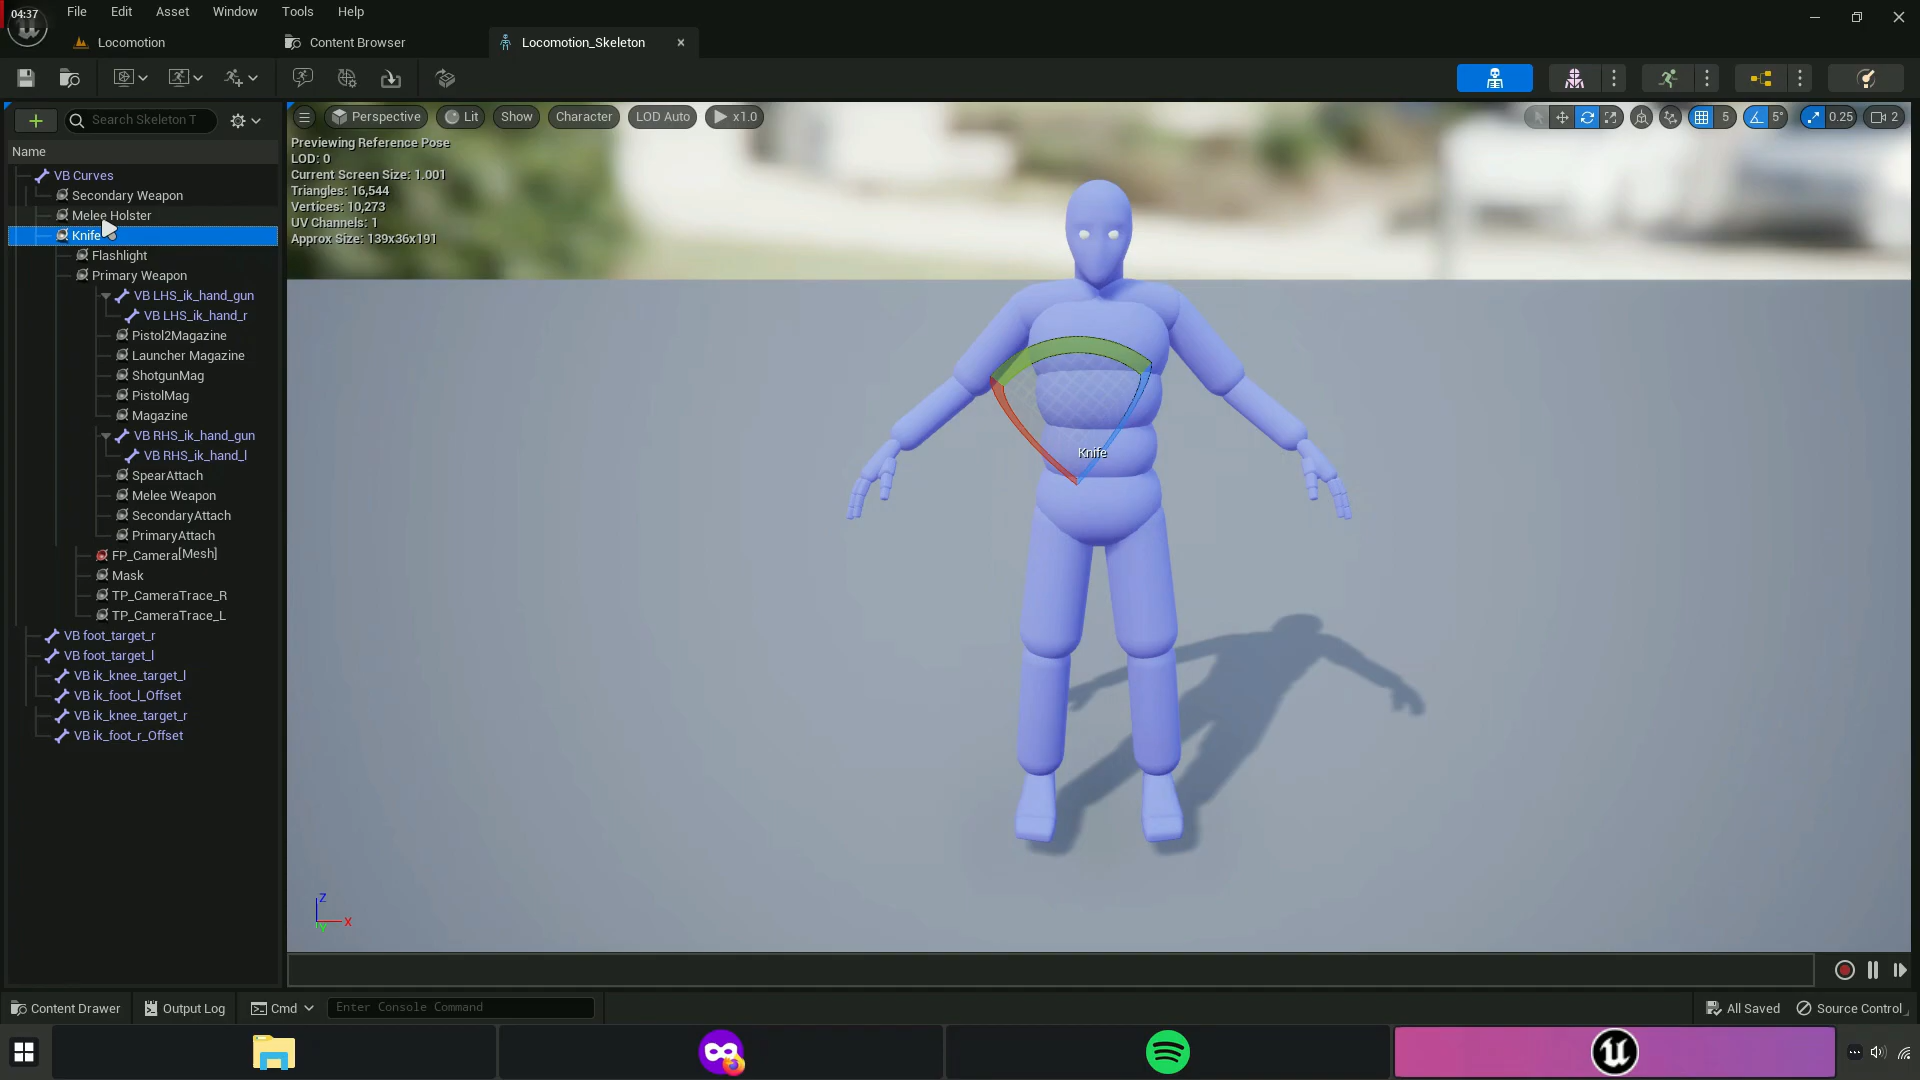 04:37
File Edit Asset Window Tools Help
Locomotion
Content Browser
Locomotion_Skeleton
Search Skeleton T
Perspective
Lit
Show
Character
LOD Auto
x1.0
5
5°
0.25
2
Name
Previewing Reference Pose
LOD: 0
Current Screen Size: 1.001
Triangles: 16,544
Vertices: 10,273
UV Channels: 1
Approx Size: 139x36x191
VB Curves
Secondary Weapon
Melee Holster
Knife
Flashlight
Primary Weapon
VB LHS_ik_hand_gun
VB LHS_ik_hand_r
Pistol2Magazine
Launcher Magazine
ShotgunMag
PistolMag
Magazine
VB RHS_ik_hand_gun
VB RHS_ik_hand_l
SpearAttach
Melee Weapon
SecondaryAttach
PrimaryAttach
FP_Camera [Mesh]
Mask
TP_CameraTrace_R
TP_CameraTrace_L
VB foot_target_r
VB foot_target_l
VB ik_knee_target_l
VB ik_foot_l_Offset
VB ik_knee_target_r
VB ik_foot_r_Offset
Knife
Z
X
Y
Content Drawer
Output Log
Cmd
Enter Console Command
All Saved
Source Control